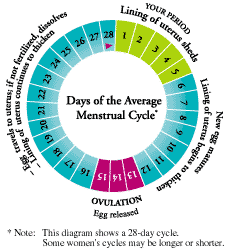 YOUR PERIOD
Lining of uterus sheds
New egg matures
Lining of uterus begins to thicken
OVULATION
Egg released
– Egg travels to uterus; if not fertilized, dissolves
– Lining of uterus continues to thicken
Days of the Average
Menstrual Cycle*
1
2
3
4
5
6
7
8
9
10
11
12
13
14
15
16
17
18
19
20
21
22
23
24
25
26
27
28
* Note: This diagram shows a 28-day cycle.
Some women's cycles may be longer or shorter.